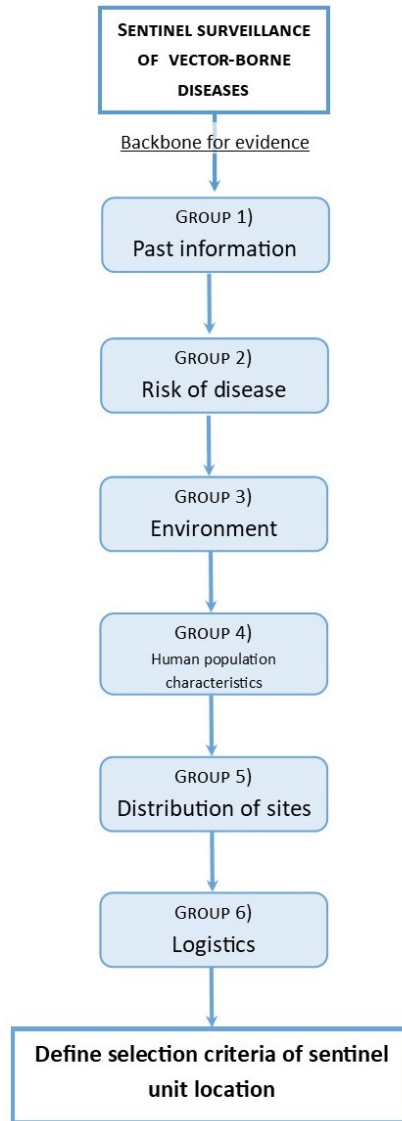 SENTINEL SURVEILLANCE
OF VECTOR-BORNE
DISEASES
Backbone for evidence
GROUP 1)
Past information
GROUP 2)
Risk of disease
GROUP 3)
Environment
GROUP 4)
Human population
characteristics
GROUP 5)
Distribution of sites
GROUP 6)
Logistics
Define selection criteria of sentinel
unit location